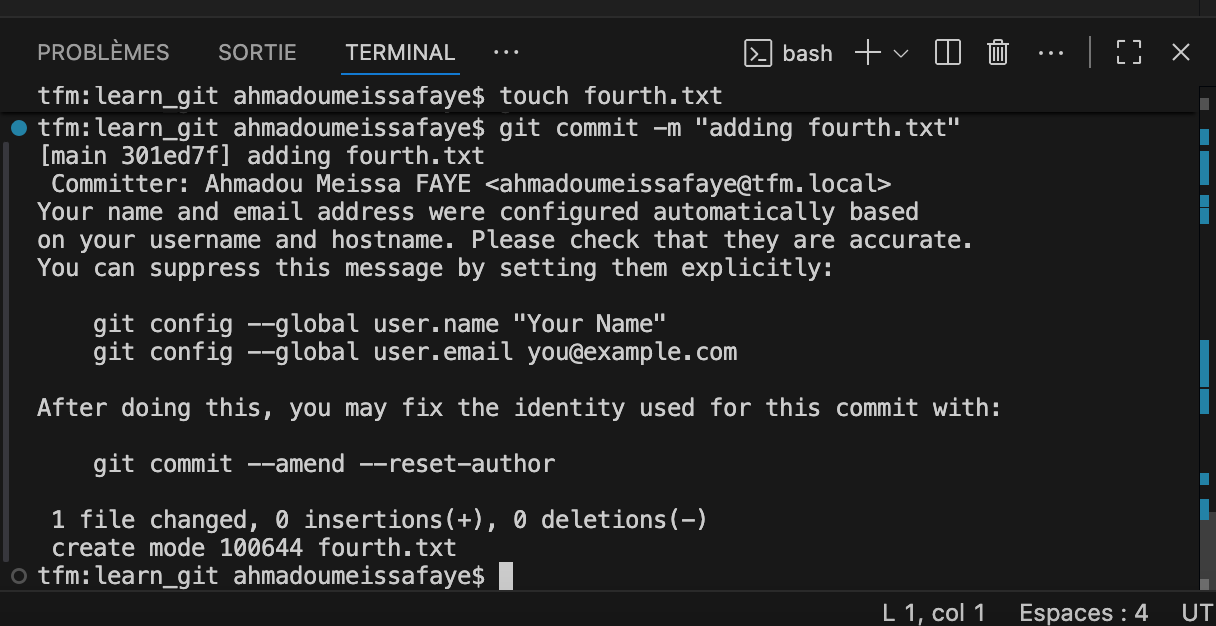 PROBLÈMES SORTIE TERMINAL ··· bash
tfm:learn_git ahmadoumeissafaye$ touch fourth.txt
tfm:learn_git ahmadoumeissafaye$ git commit -m "adding fourth.txt"
[main 301ed7f] adding fourth.txt
 Committer: Ahmadou Meissa FAYE <ahmadoumeissafaye@tfm.local>
Your name and email address were configured automatically based
on your username and hostname. Please check that they are accurate.
You can suppress this message by setting them explicitly:

    git config --global user.name "Your Name"
    git config --global user.email you@example.com

After doing this, you may fix the identity used for this commit with:

    git commit --amend --reset-author

 1 file changed, 0 insertions(+), 0 deletions(-)
 create mode 100644 fourth.txt
tfm:learn_git ahmadoumeissafaye$
L 1, col 1 Espaces : 4 UT